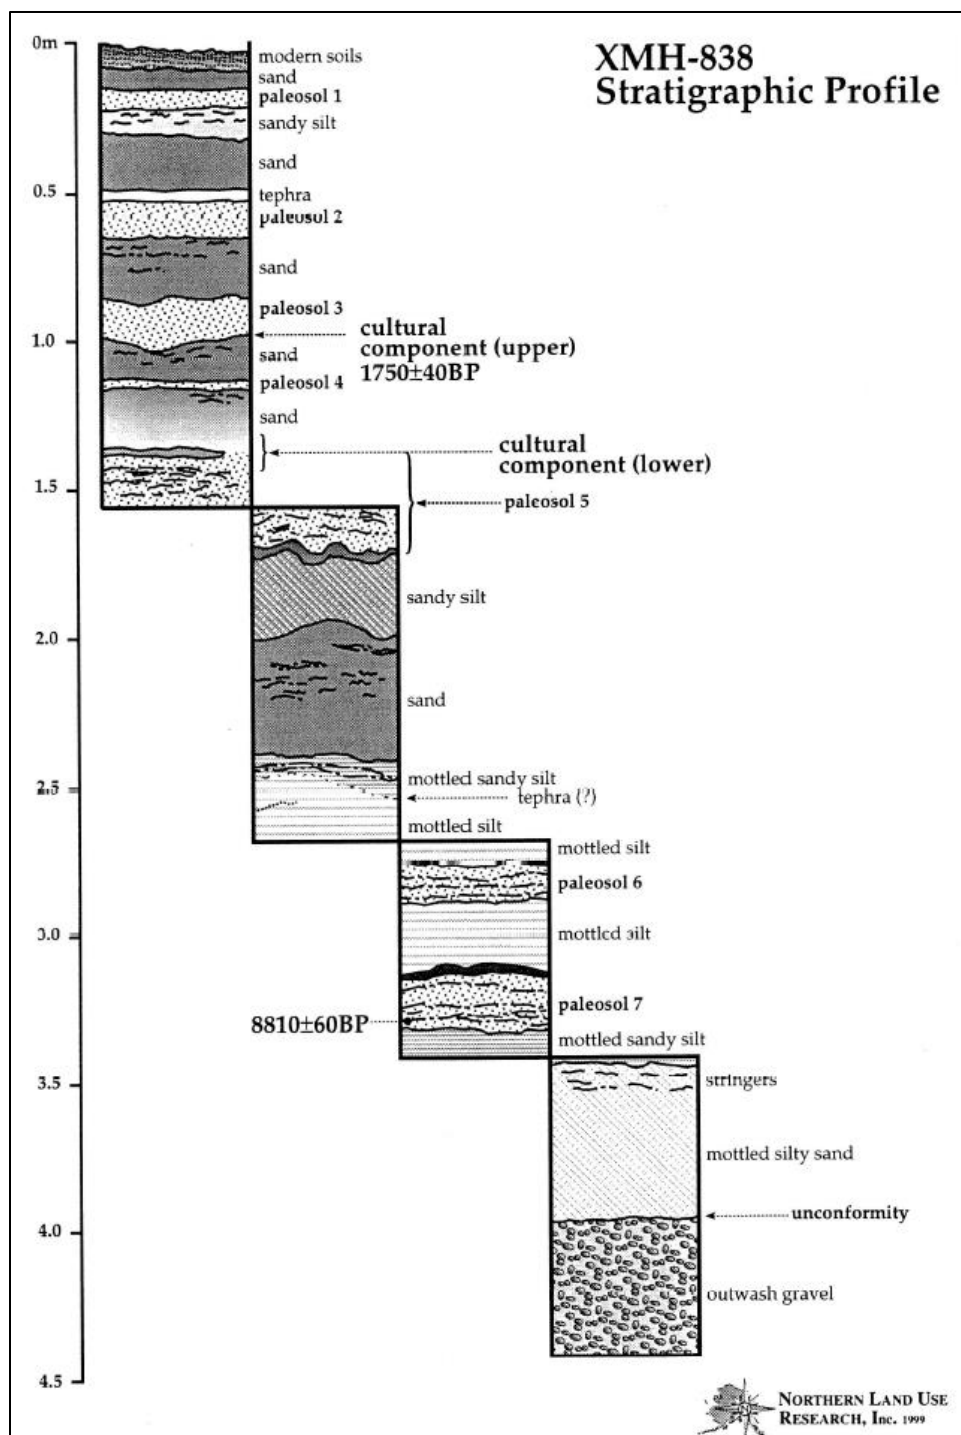 XMH-838
Stratigraphic Profile
0m
modern soils
sand
paleosol 1
sandy silt
sand
0.5
tephra
paleosol 2
sand
paleosol 3
cultural
component (upper)
1750±40BP
1.0
sand
paleosol 4
sand
cultural
component (lower)
1.5
paleosol 5
sandy silt
2.0
sand
mottled sandy silt
2.5
tephra (?)
mottled silt
mottled silt
paleosol 6
3.0
mottled silt
paleosol 7
8810±60BP
mottled sandy silt
3.5
stringers
mottled silty sand
unconformity
4.0
outwash gravel
4.5
NORTHERN LAND USE
RESEARCH, INC. 1999